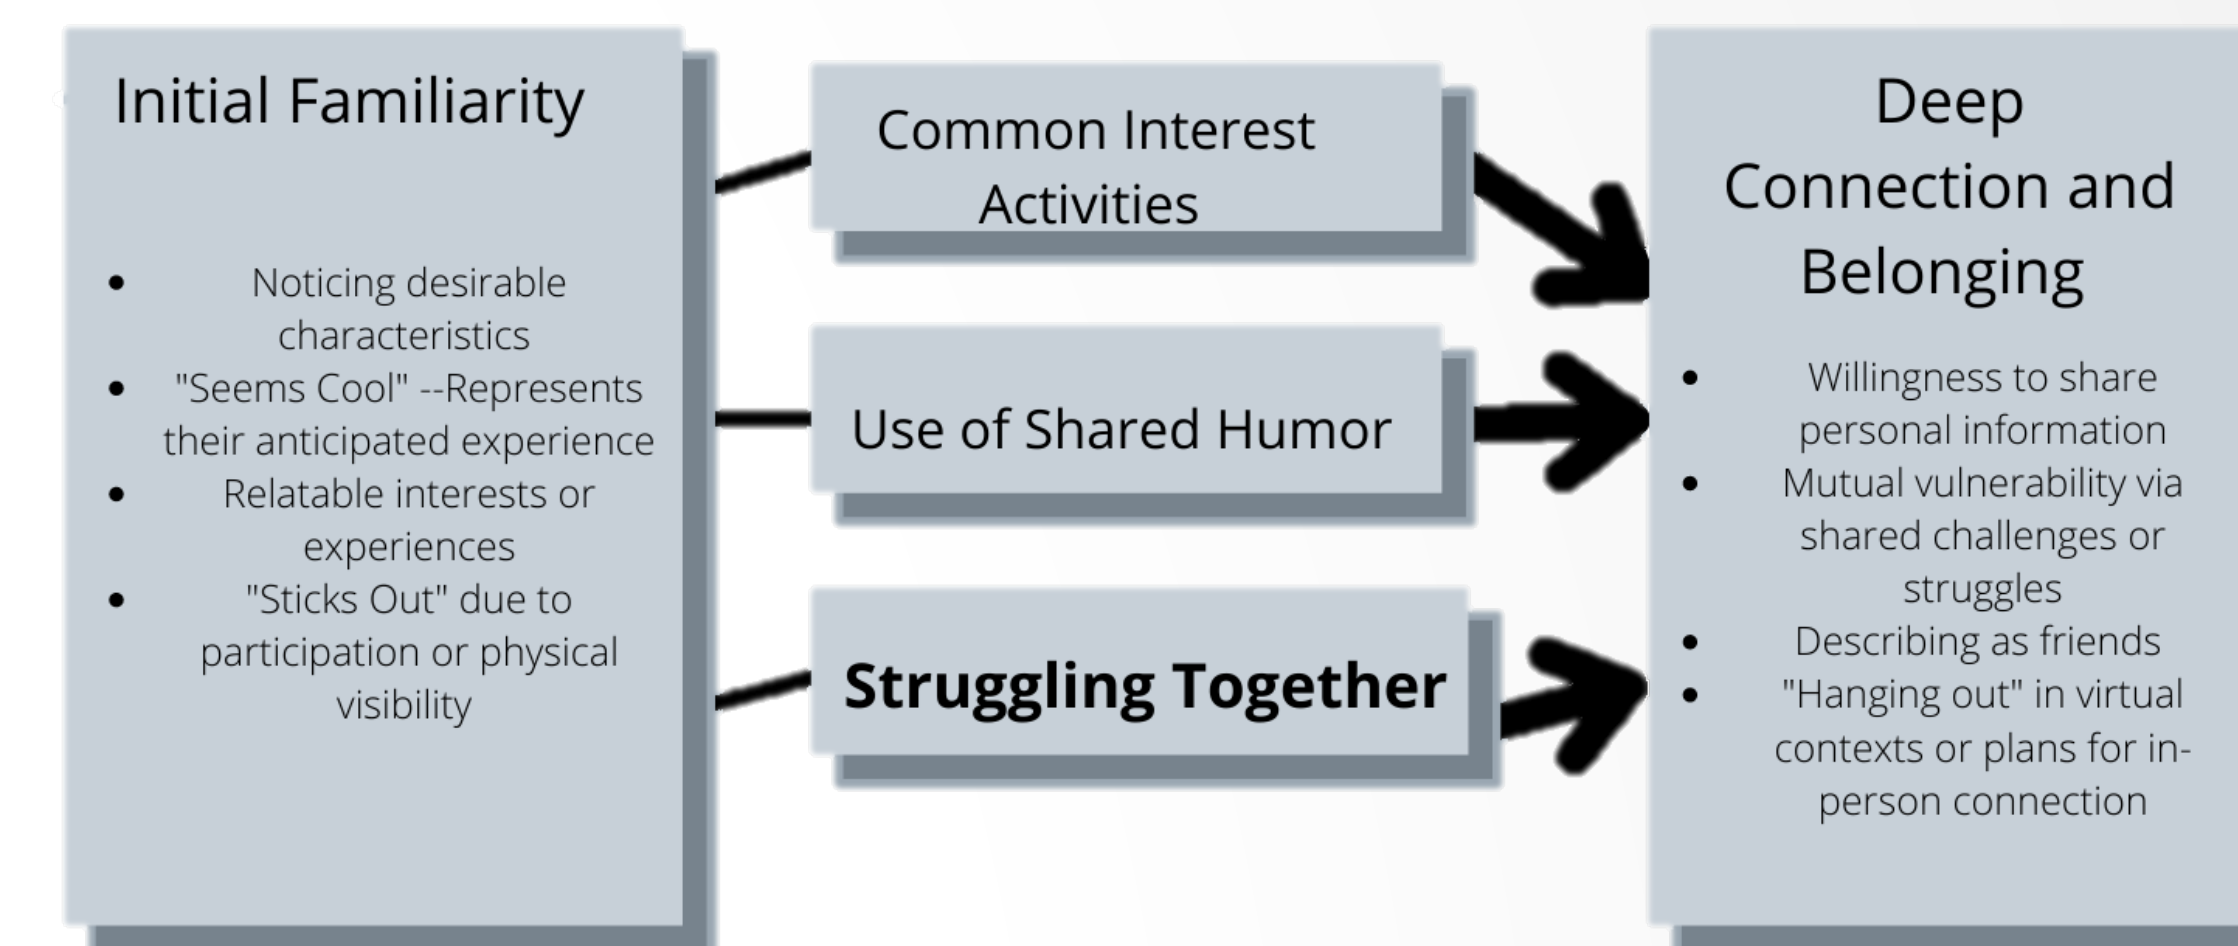 Initial Familiarity
• Noticing desirable
characteristics
• "Seems Cool" --Represents
their anticipated experience
• Relatable interests or
experiences
• "Sticks Out" due to
participation or physical
visibility
Common Interest
Activities
Use of Shared Humor
Struggling Together
Deep
Connection and
Belonging
• Willingness to share
personal information
• Mutual vulnerability via
shared challenges or
struggles
• Describing as friends
• "Hanging out" in virtual
contexts or plans for in-
person connection